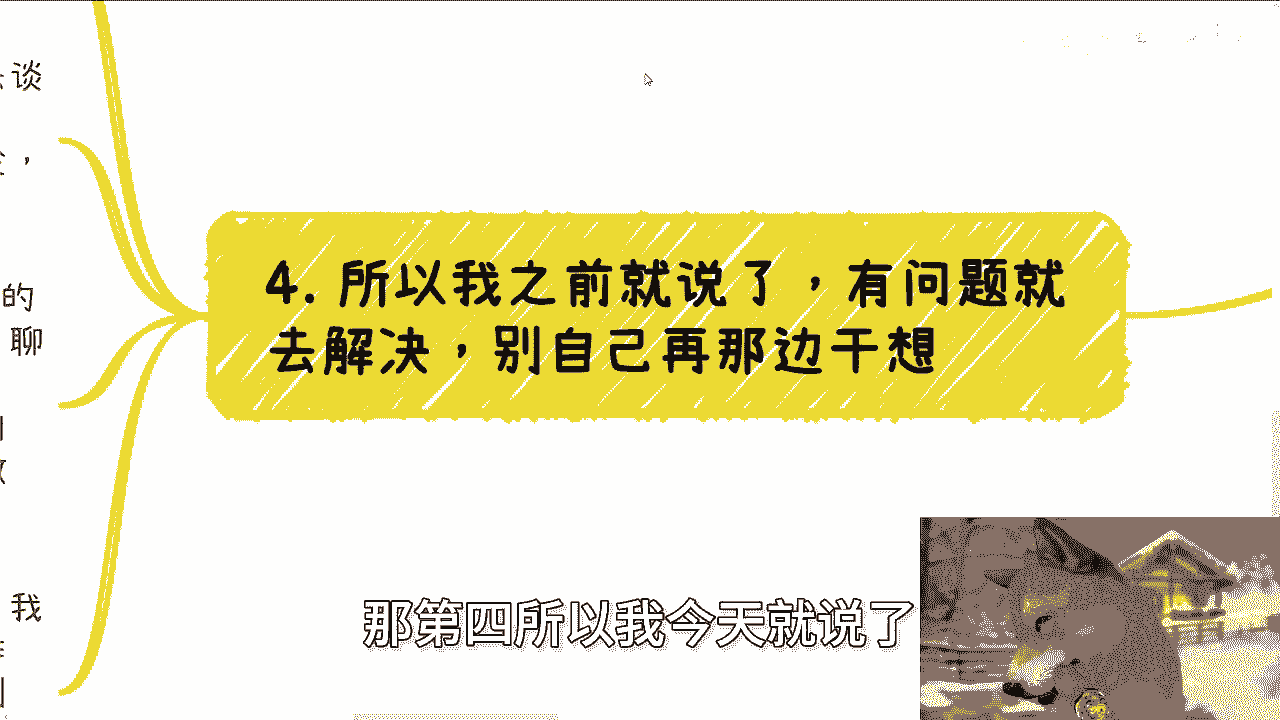 谈
，
的
聊
我
4. 所以我之前就说了，有问题就
去解决，别自己再那边干想
那第四所以我今天就说了